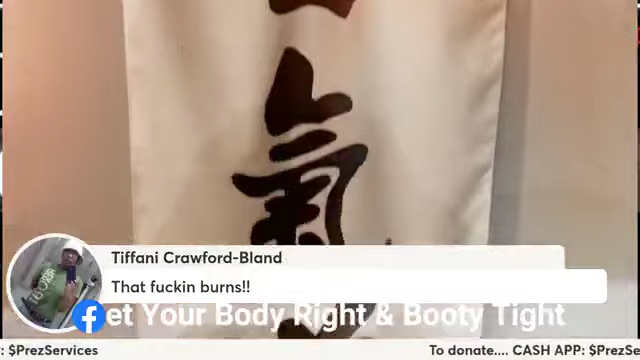 氣
Tiffani Crawford-Bland
That fuckin burns!!
et Your Body Right & Booty Tight
: $PrezServices
To donate.... CASH APP: $PrezSe